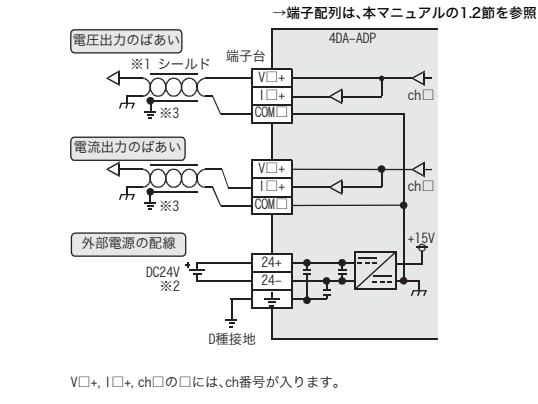 →端子配列は、本マニュアルの1.2節を参照
電圧出力のばあい
4DA-ADP
※1 シールド
端子台
V□+
I□+
COM□
ch□
※3
電流出力のばあい
V□+
I□+
COM□
ch□
※3
外部電源の配線
+15V
24+
DC24V
※2
24-
D種接地
V□+, I□+, ch□の□には、ch番号が入ります。